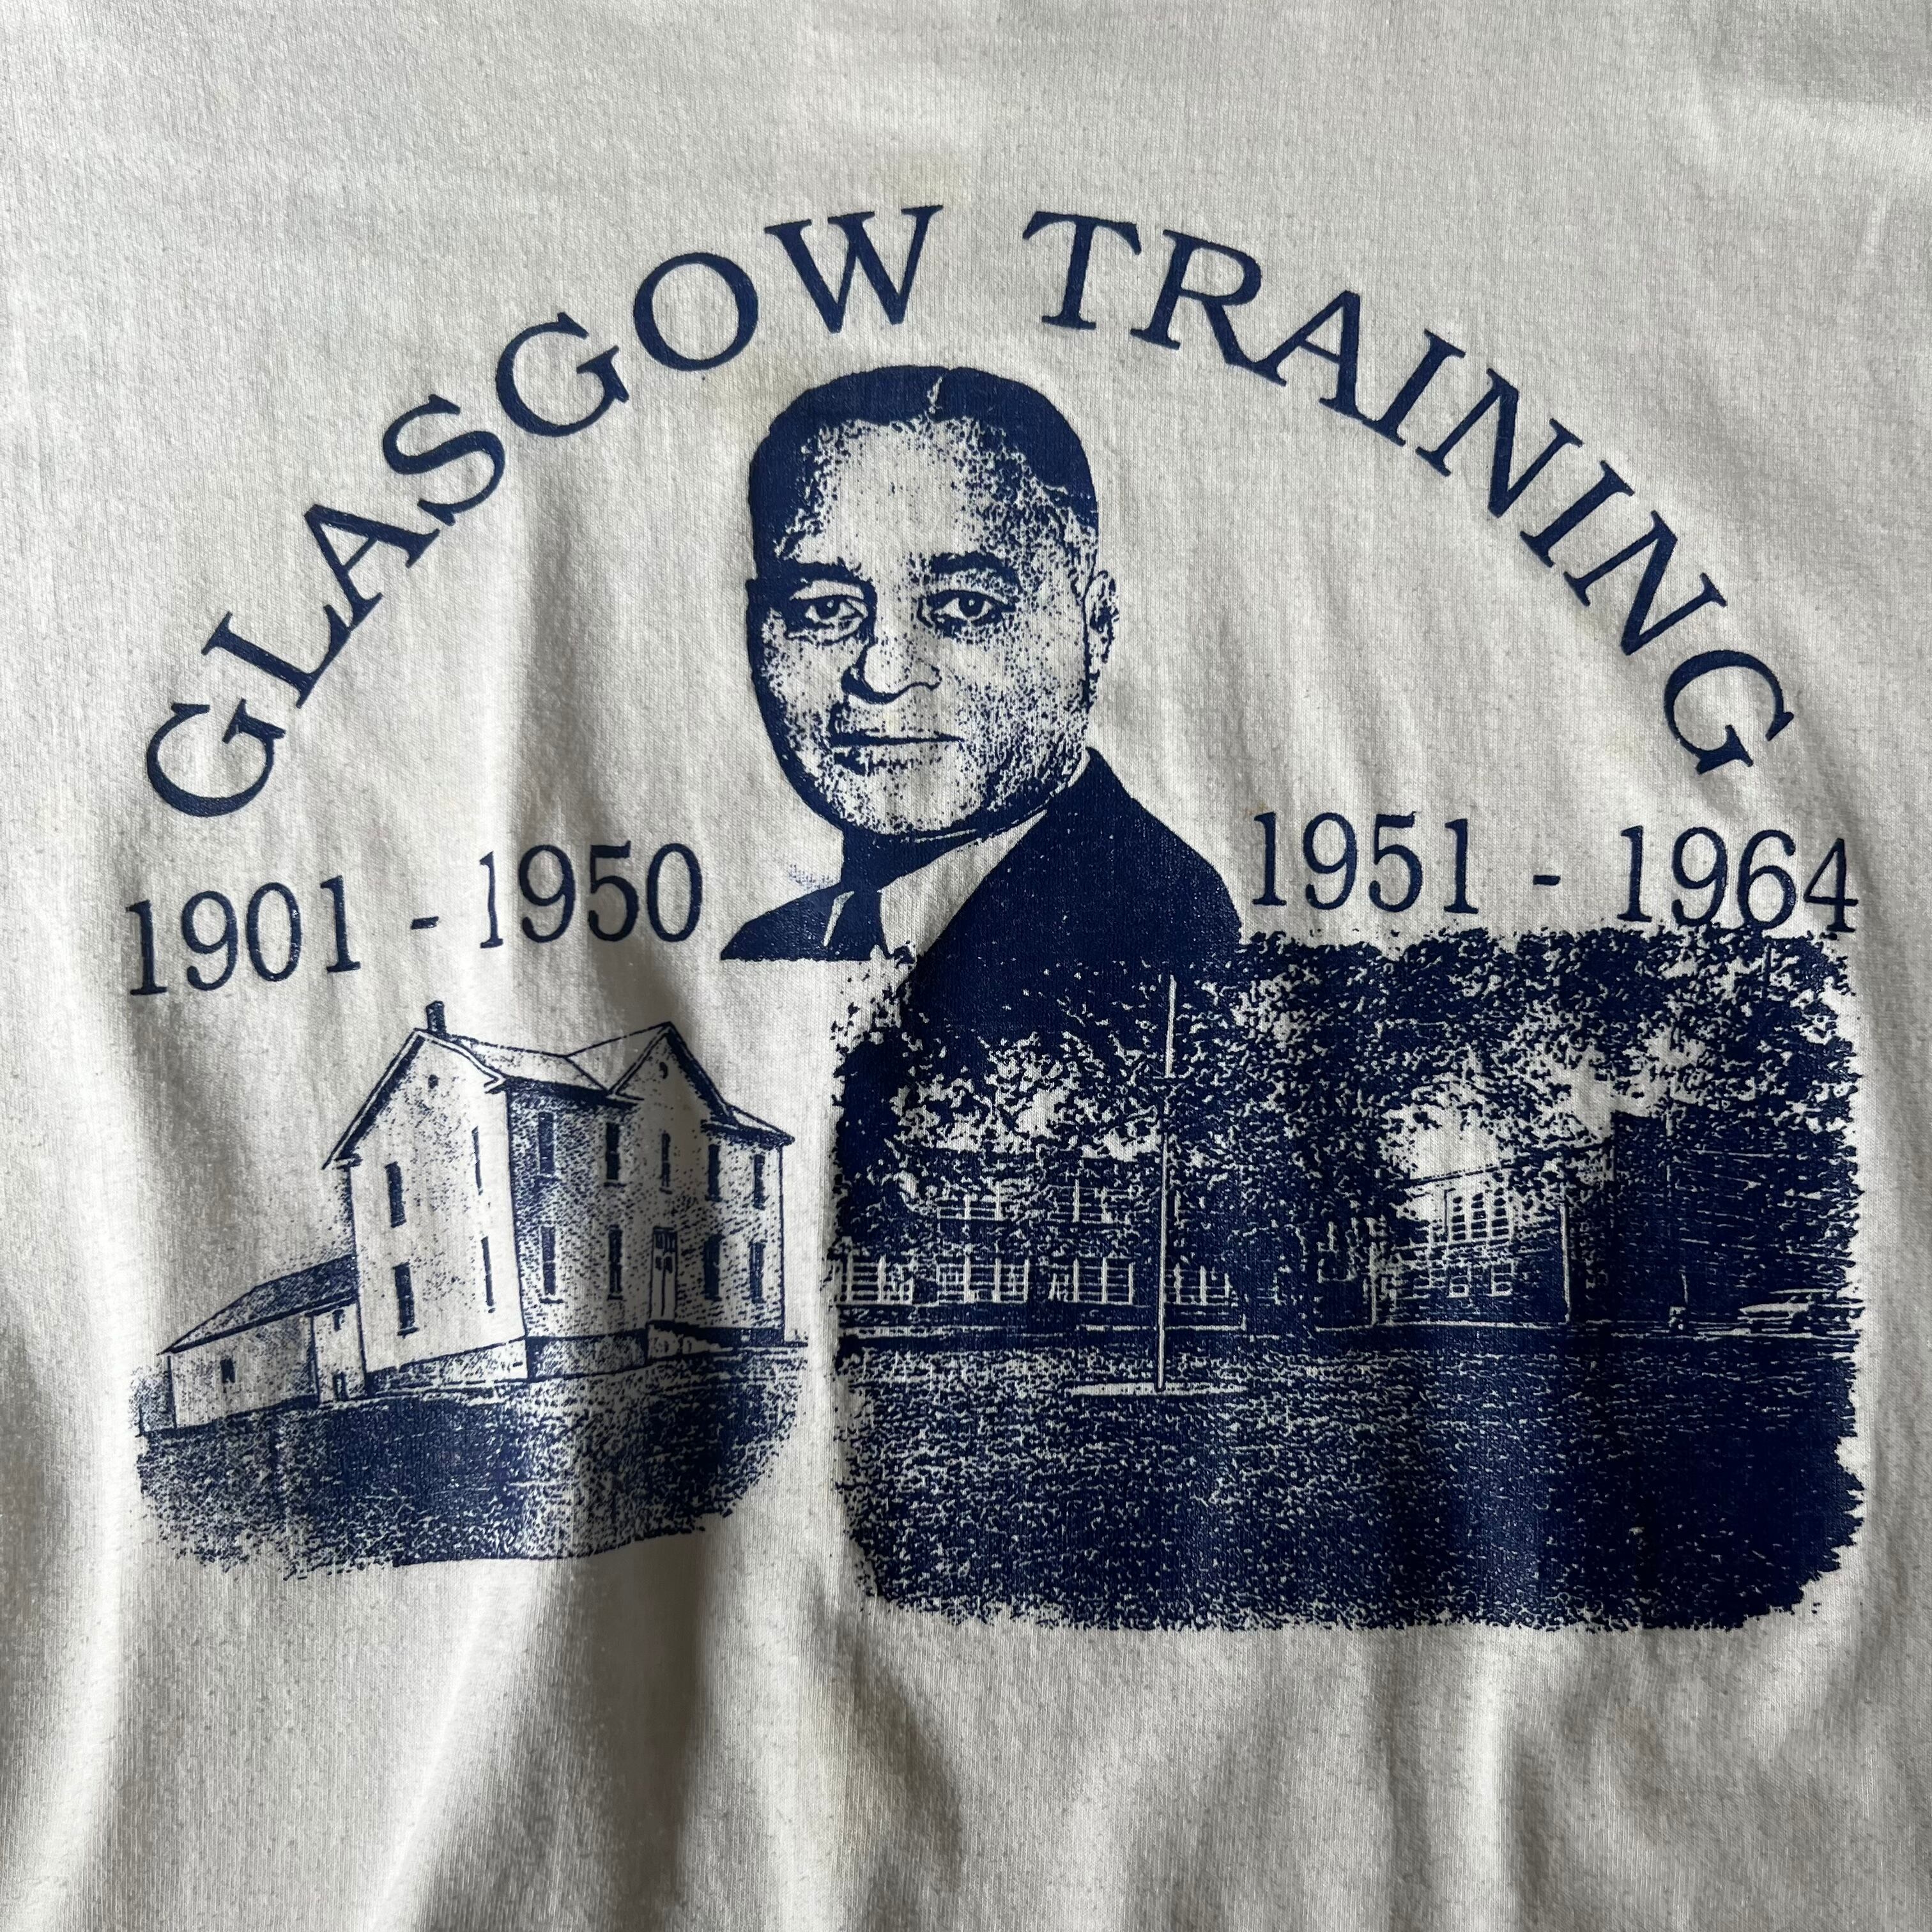 GLASGOW TRAINING
1901 - 1950
1951 - 1964